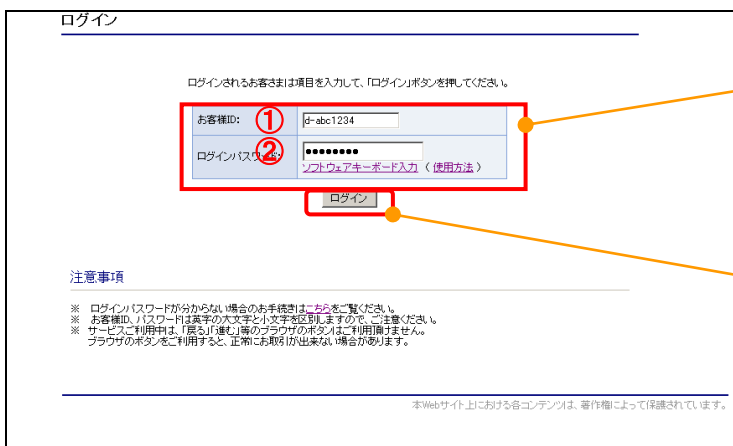 ログイン
ログインされるお客さまは項目を入力して、「ログイン」ボタンを押してください。
お客様ID: ① d-abc1234
ログインパスワード: ② ●●●●●●●●
ソフトウェアキーボード入力 ( 使用方法 )
ログイン
注意事項
※ ログインパスワードが分からない場合のお手続きはこちらをご覧ください。
※ お客様ID、パスワードは英字の大文字と小文字を区別しますので、ご注意ください。
※ サービスご利用中は、「戻る」「進む」等のブラウザのボタンはご利用頂けません。
ブラウザのボタンをご利用すると、正常にお取引が出来ない場合があります。
本Webサイト上における各コンテンツは、著作権によって保護されています。